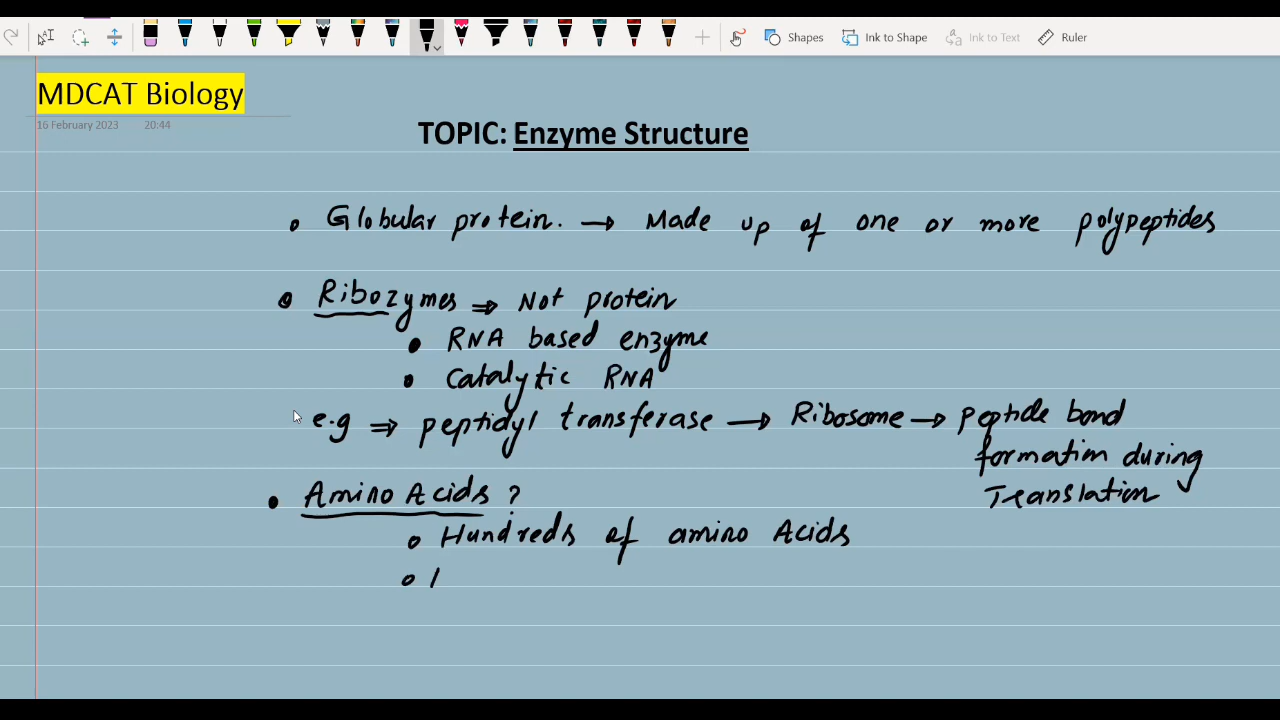 Shapes Ink to Shape Ink to Text Ruler
MDCAT Biology
16 February 2023 20:44
TOPIC: Enzyme Structure
Globular protein. → Made up of one or more polypeptides
Ribozymes ⇒ Not protein
RNA based enzyme
Catalytic RNA
e.g ⇒ peptidyl transferase → Ribosome → peptide bond
formation during
Translation
Amino Acids ?
Hundreds of amino Acids